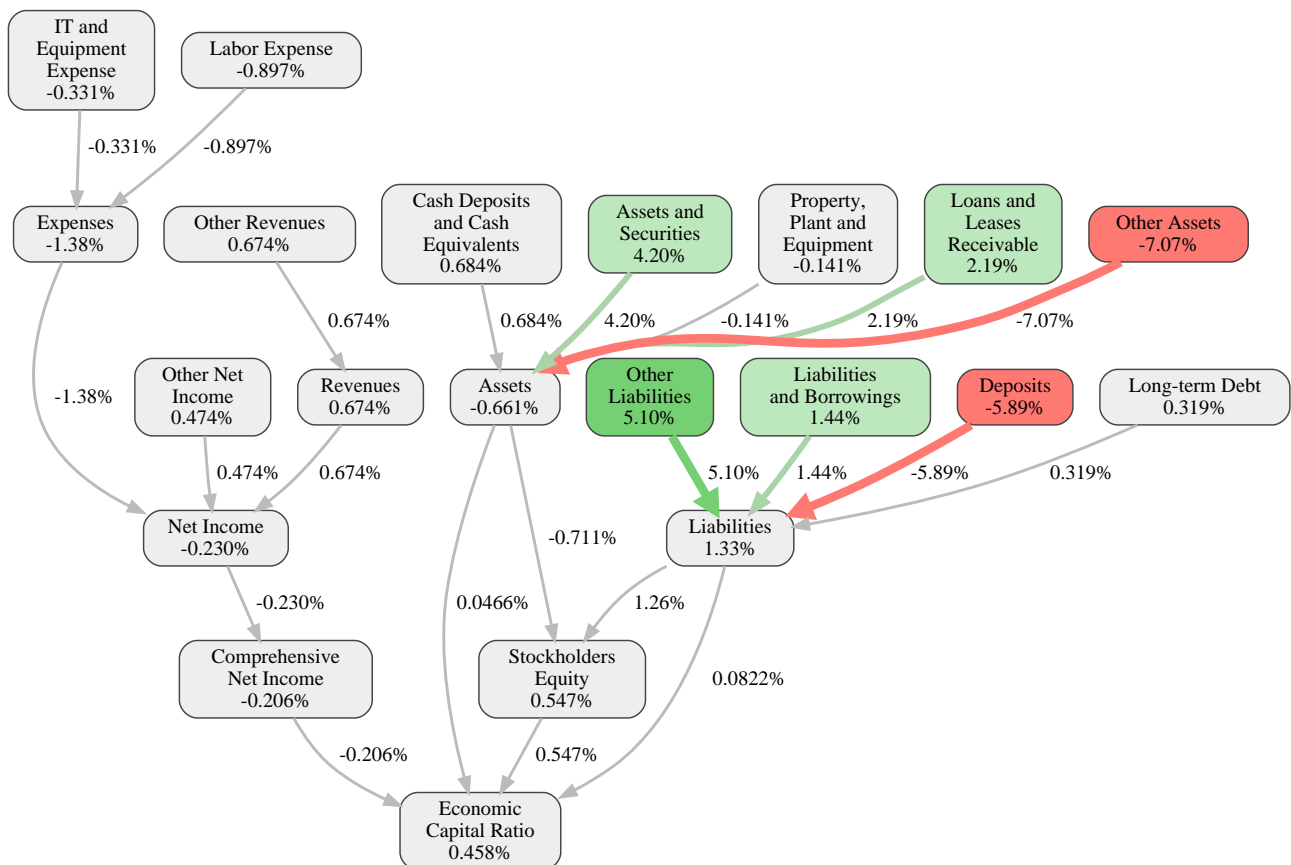 IT and
Equipment
Expense
-0.331%
Labor Expense
-0.897%
-0.331%
-0.897%
Expenses
-1.38%
Other Revenues
0.674%
Cash Deposits
and Cash
Equivalents
0.684%
Assets and
Securities
4.20%
Property,
Plant and
Equipment
-0.141%
Loans and
Leases
Receivable
2.19%
Other Assets
-7.07%
0.674%
0.684%
4.20%
-0.141%
2.19%
-7.07%
Other Net
Income
0.474%
Revenues
0.674%
Assets
-0.661%
Other
Liabilities
5.10%
Liabilities
and Borrowings
1.44%
Deposits
-5.89%
Long-term Debt
0.319%
-1.38%
0.474%
0.674%
5.10%
1.44%
-5.89%
0.319%
Net Income
-0.230%
Liabilities
1.33%
-0.711%
-0.230%
0.0466%
1.26%
Comprehensive
Net Income
-0.206%
Stockholders
Equity
0.547%
0.0822%
-0.206%
0.547%
Economic
Capital Ratio
0.458%